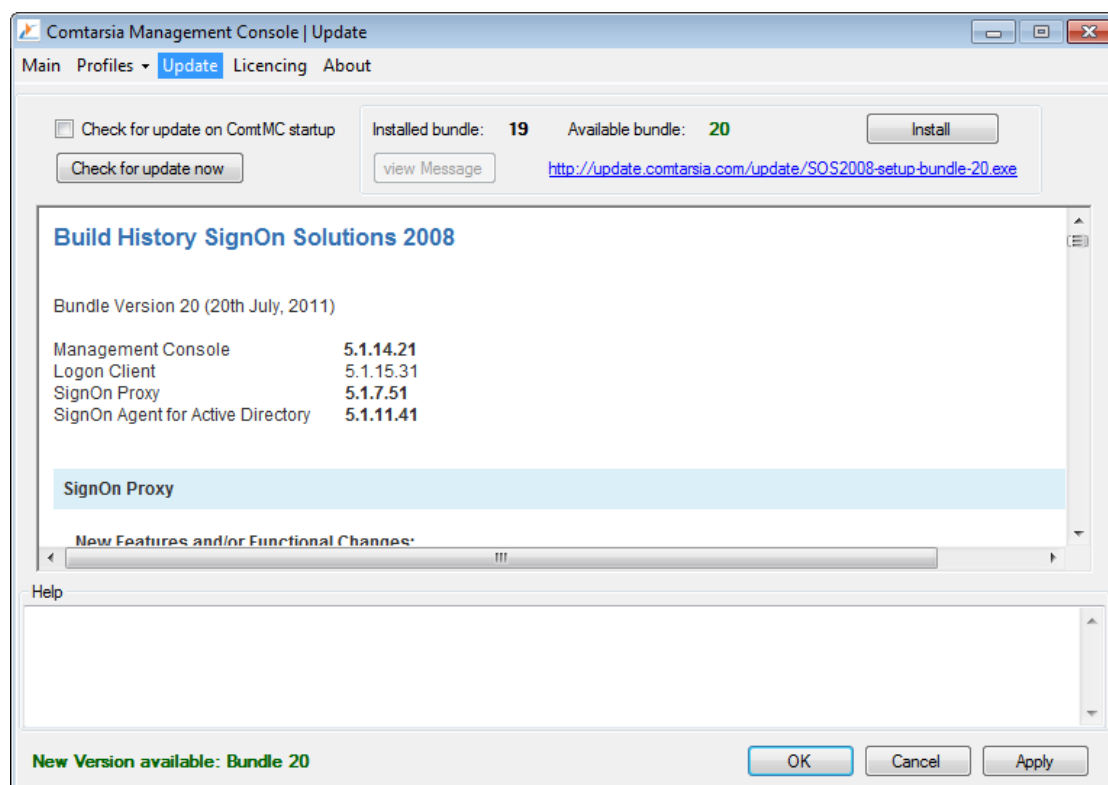 Comtarsia Management Console | Update
Main Profiles Update Licencing About
Check for update on ComtMC startup
Installed bundle: 19 Available bundle: 20 Install
Check for update now
view Message http://update.comtarsia.com/update/SOS2008-setup-bundle-20.exe
Build History SignOn Solutions 2008
Bundle Version 20 (20th July, 2011)
Management Console 5.1.14.21
Logon Client 5.1.15.31
SignOn Proxy 5.1.7.51
SignOn Agent for Active Directory 5.1.11.41
SignOn Proxy
New Features and/or Functional Changes:
Help
New Version available: Bundle 20 OK Cancel Apply